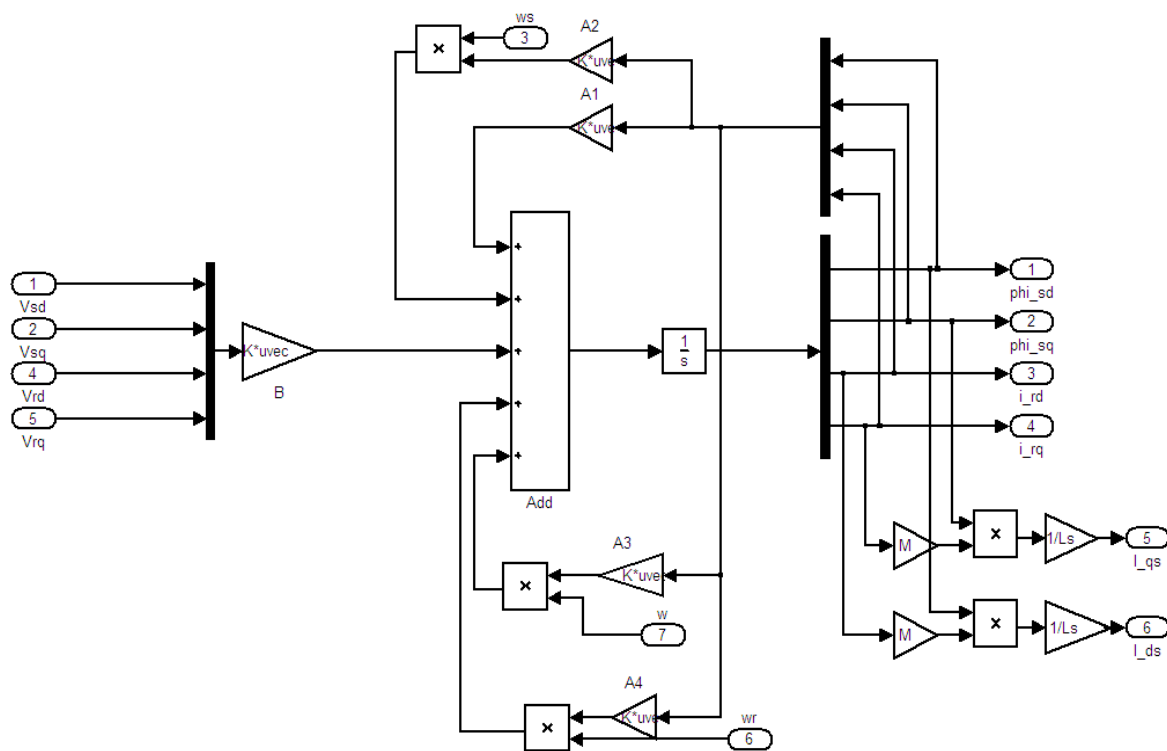 ws
3
×
A2
K*uve
A1
K*uve
1
Vsd
2
Vsq
4
Vrd
5
Vrq
K*uvec
B
+
+
+
+
+
Add
1
s
1
phi_sd
2
phi_sq
3
i_rd
4
i_rq
M
×
1/Ls
5
I_qs
M
×
1/Ls
6
I_ds
A3
K*uve
×
w
7
A4
K*uve
×
wr
6